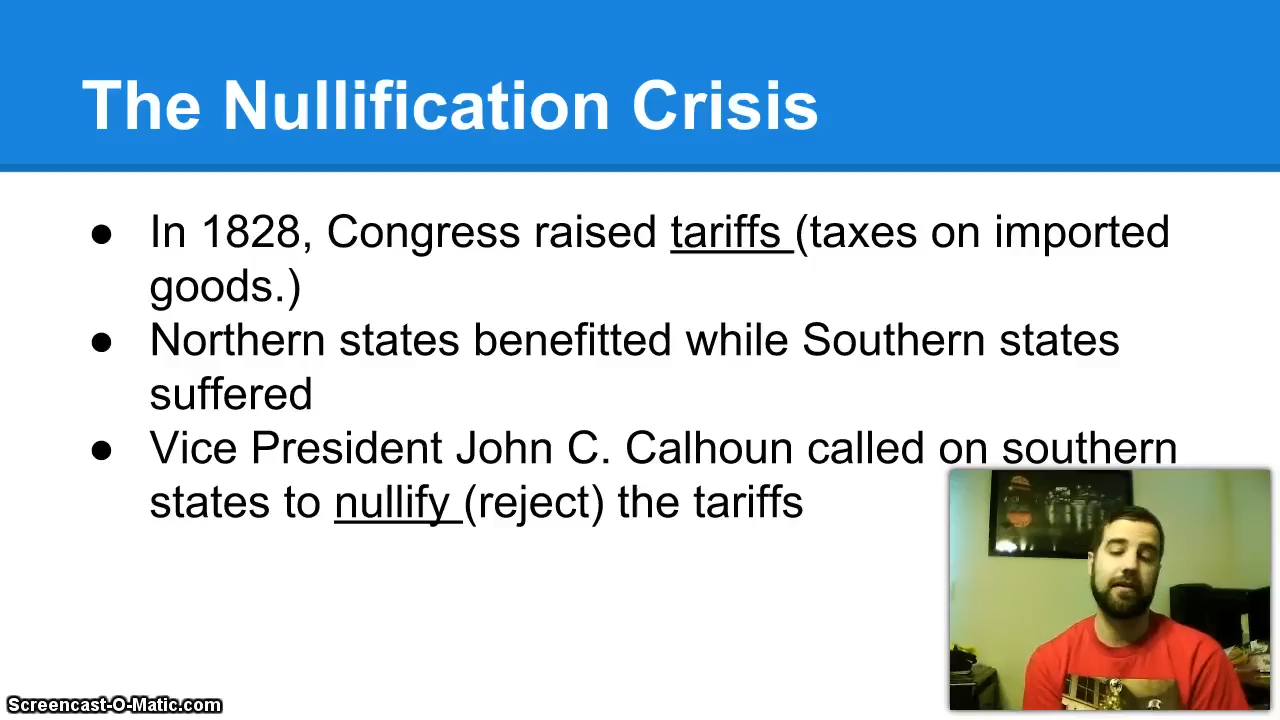 The Nullification Crisis
● In 1828, Congress raised tariffs (taxes on imported
goods.)
● Northern states benefitted while Southern states
suffered
● Vice President John C. Calhoun called on southern
states to nullify (reject) the tariffs
Screencast-O-Matic.com